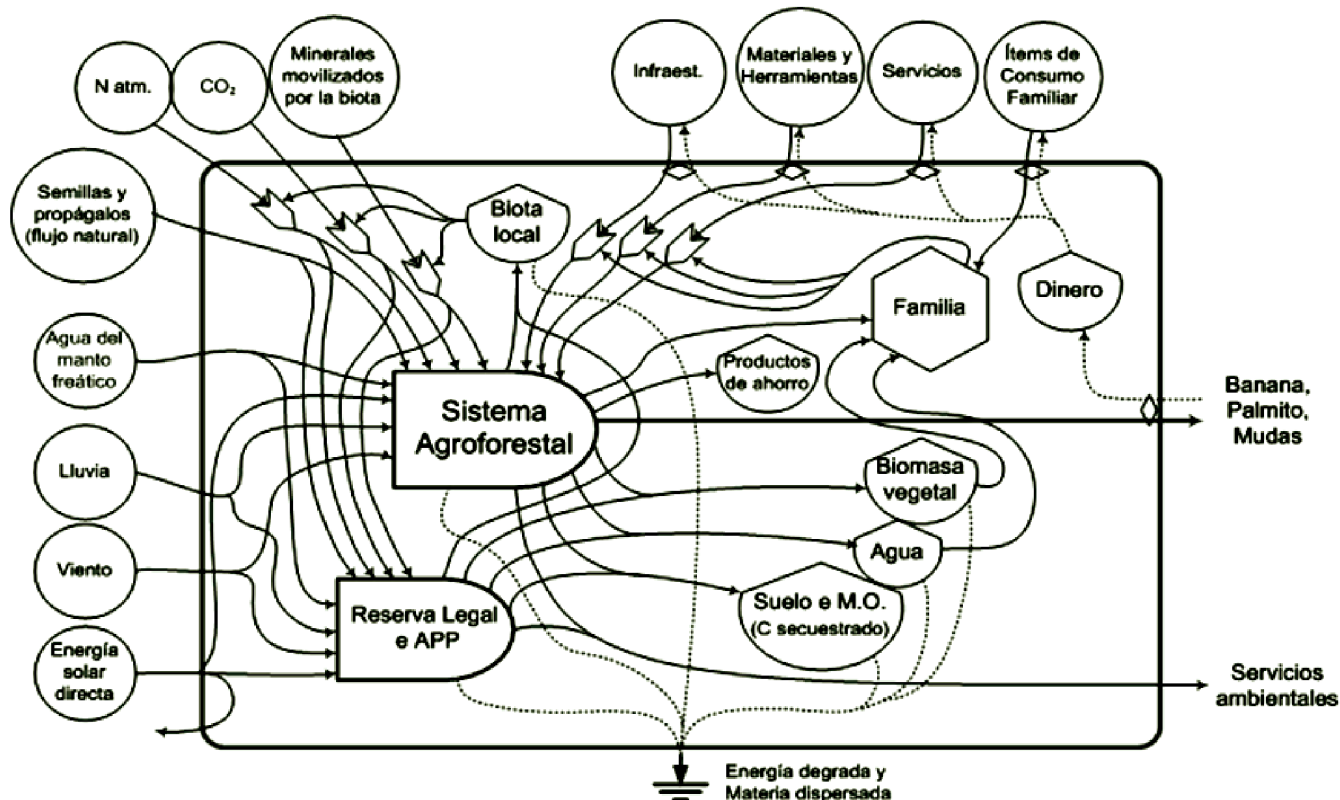 N atm.
CO₂
Minerales
movilizados
por la biota
Infraest.
Materiales y
Herramientas
Servicios
Ítems de
Consumo
Famíliar
Semillas y
propágalos
(flujo natural)
Biota
local
Familia
Dinero
Agua del
manto
freático
Productos
de ahorro
Sistema
Agroforestal
Banana,
Palmito,
Mudas
Lluvia
Biomasa
vegetal
Viento
Agua
Reserva Legal
e APP
Suelo e M.O.
(C secuestrado)
Energía
solar
directa
Servicios
ambientales
Energía degrada y
Materia dispersada